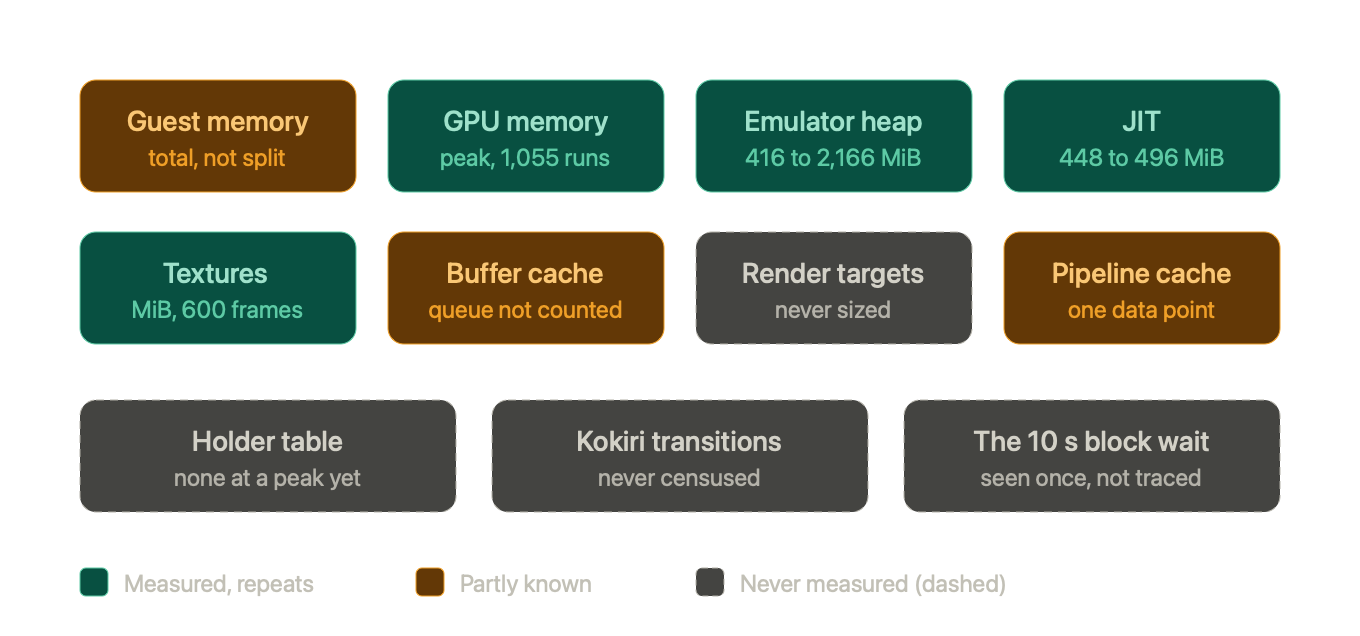 Guest memory
total, not split
GPU memory
peak, 1,055 runs
Emulator heap
416 to 2,166 MiB
JIT
448 to 496 MiB
Textures
MiB, 600 frames
Buffer cache
queue not counted
Render targets
never sized
Pipeline cache
one data point
Holder table
none at a peak yet
Kokiri transitions
never censused
The 10 s block wait
seen once, not traced
Measured, repeats
Partly known
Never measured (dashed)